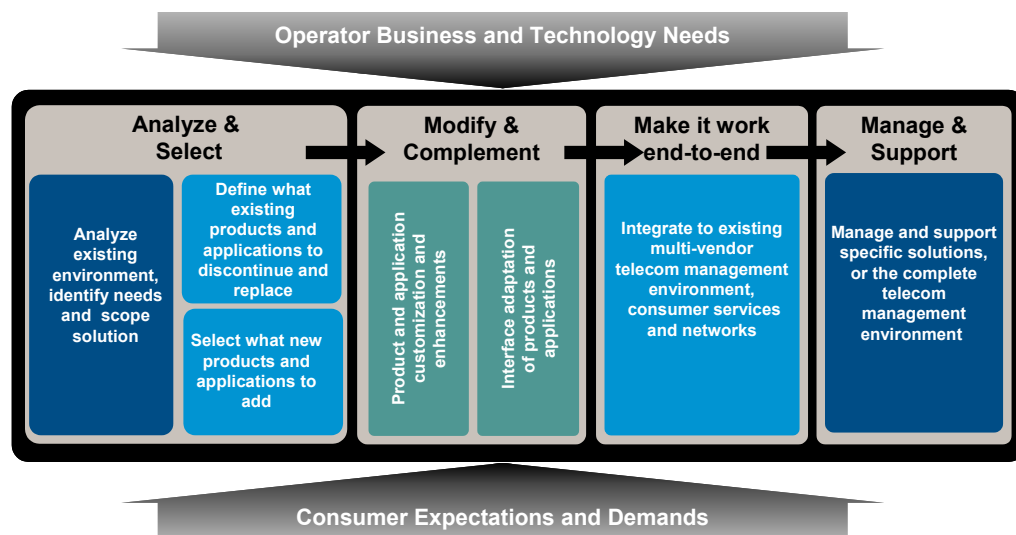 Operator Business and Technology Needs
Analyze &
Select
Modify &
Complement
Make it work
end-to-end
Manage &
Support
Analyze
existing
environment,
identify needs
and scope
solution
Define what
existing
products and
applications to
discontinue and
replace
Select what new
products and
applications to
add
Product and application
customization and
enhancements
Interface adaptation
of products and
applications
Integrate to existing
multi-vendor
telecom management
environment,
consumer services
and networks
Manage and support
specific solutions,
or the complete
telecom
management
environment
Consumer Expectations and Demands